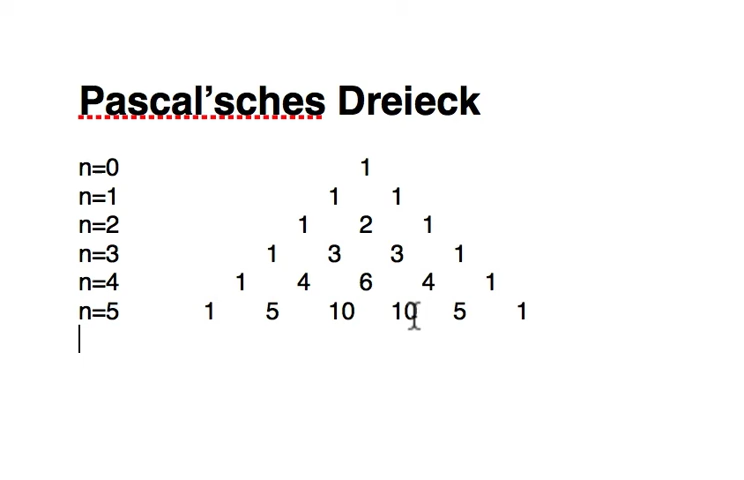 Pascal’sches Dreieck
n=0 1
n=1 1 1
n=2 1 2 1
n=3 1 3 3 1
n=4 1 4 6 4 1
n=5 1 5 10 10 5 1